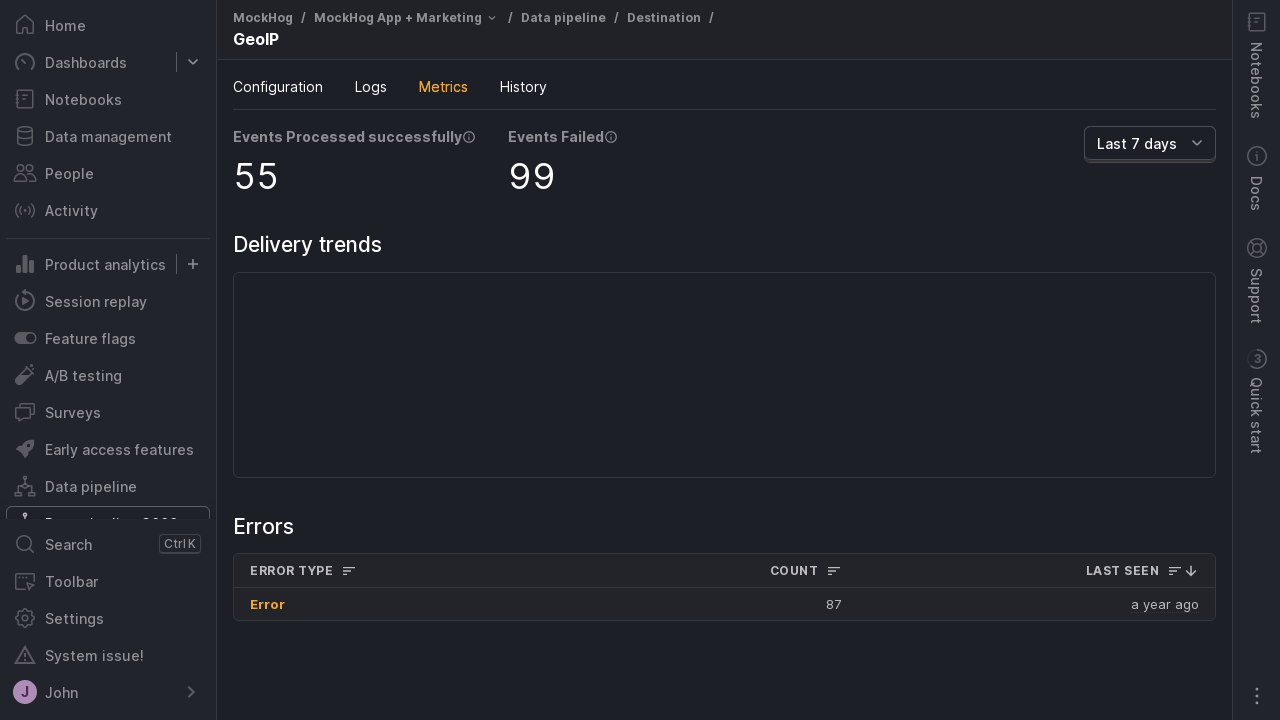 Home
Dashboards
Notebooks
Data management
People
Activity
Product analytics
Session replay
Feature flags
A/B testing
Surveys
Early access features
Data pipeline
Search Ctrl K
Toolbar
Settings
System issue!
J John
MockHog / MockHog App + Marketing / Data pipeline / Destination /
GeoIP
Configuration Logs Metrics History
Events Processed successfully Events Failed
55 99
Last 7 days
Delivery trends
Errors
ERROR TYPE COUNT LAST SEEN
Error 87 a year ago
Notebooks
Docs
Support
3
Quick start